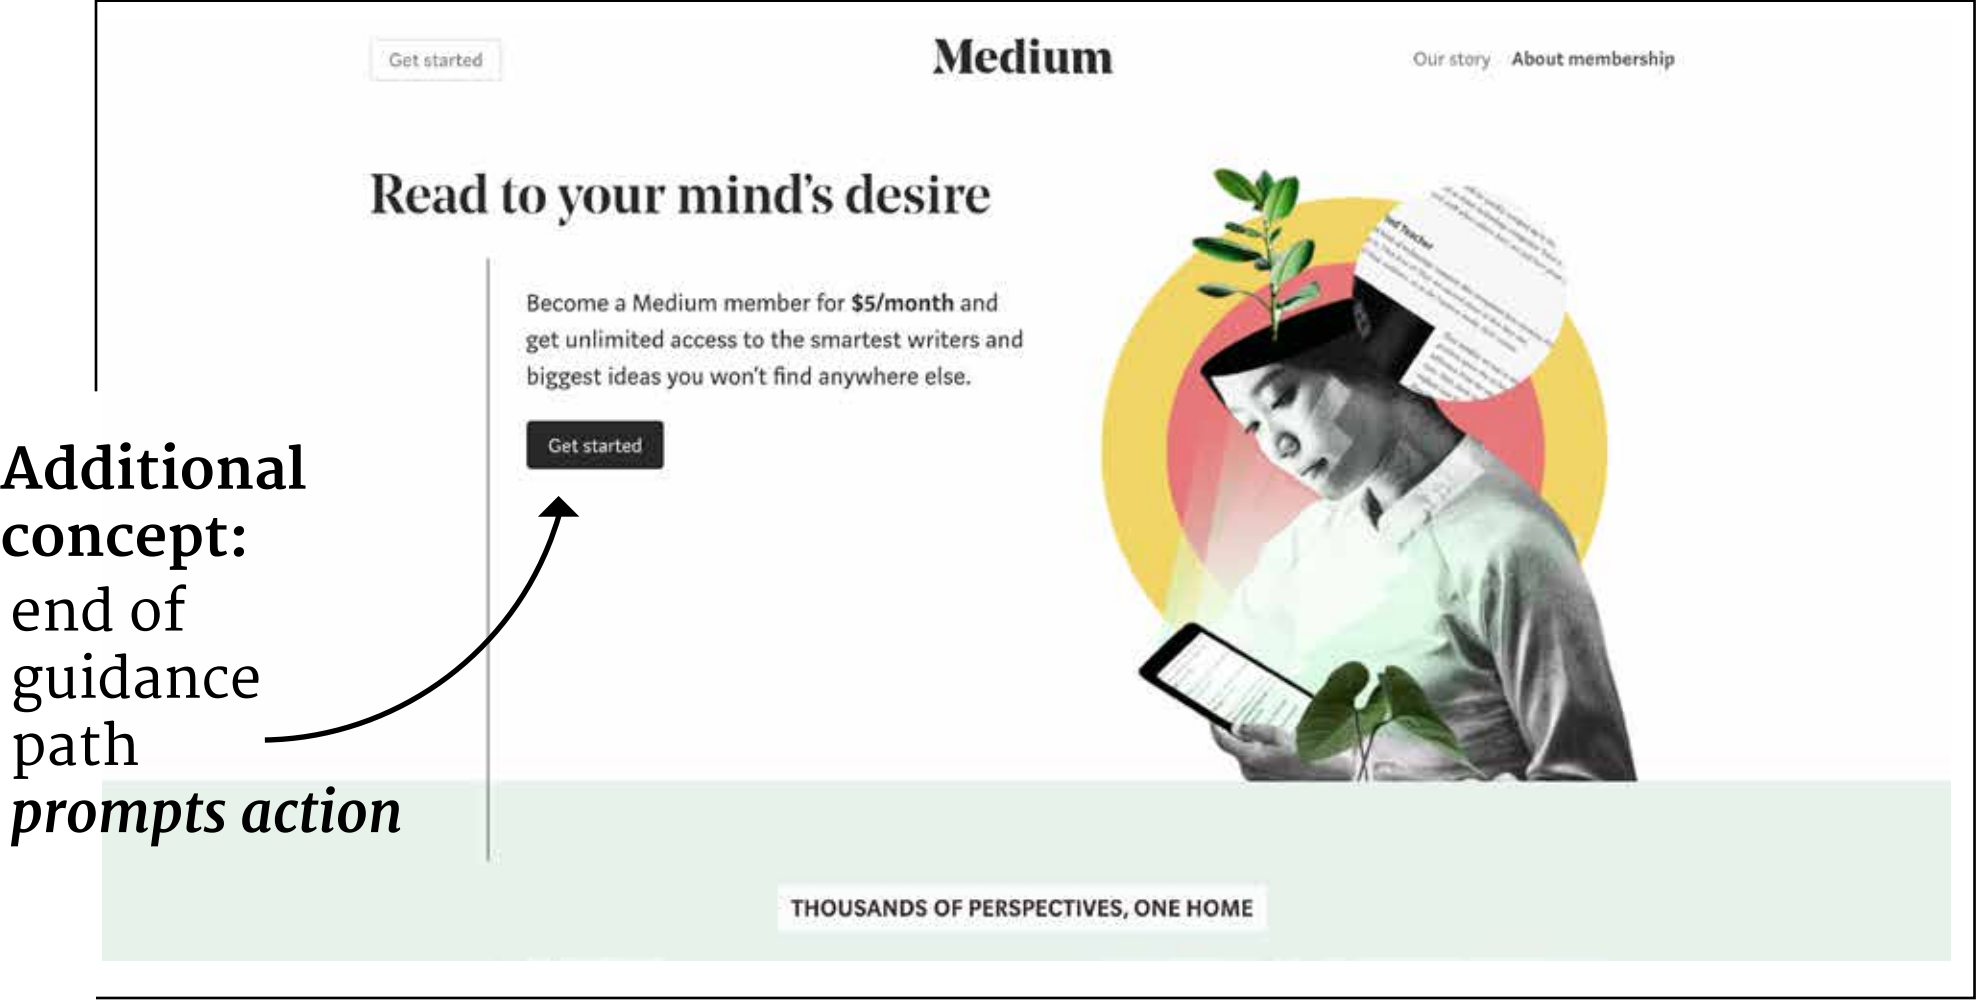 Get started
Medium
Our story
About membership
Read to your mind's desire
Become a Medium member for $5/month and
get unlimited access to the smartest writers and
biggest ideas you won't find anywhere else.
Get started
Additional
concept:
end of
guidance
path
prompts action
Teacher
THOUSANDS OF PERSPECTIVES, ONE HOME